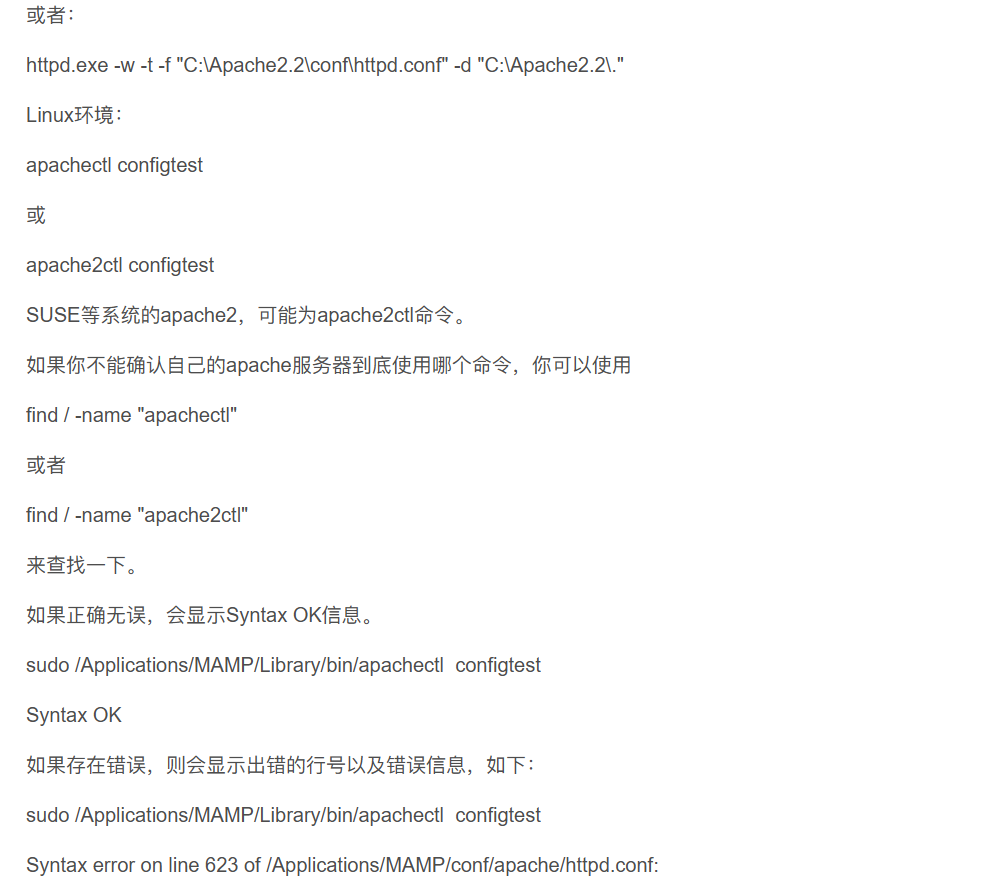 或者：
httpd.exe -w -t -f "C:\Apache2.2\conf\httpd.conf" -d "C:\Apache2.2\."
Linux环境：
apachectl configtest
或
apache2ctl configtest
SUSE等系统的apache2，可能为apache2ctl命令。
如果你不能确认自己的apache服务器到底使用哪个命令，你可以使用
find / -name "apachectl"
或者
find / -name "apache2ctl"
来查找一下。
如果正确无误，会显示Syntax OK信息。
sudo /Applications/MAMP/Library/bin/apachectl  configtest
Syntax OK
如果存在错误，则会显示出错的行号以及错误信息，如下：
sudo /Applications/MAMP/Library/bin/apachectl  configtest
Syntax error on line 623 of /Applications/MAMP/conf/apache/httpd.conf: